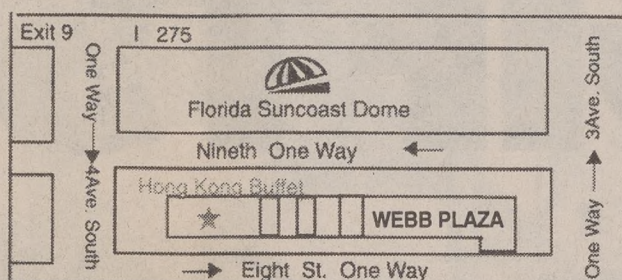 Exit 9
I 275
One Way
4Ave. South
Florida Suncoast Dome
3Ave. South
One Way
Nineth One Way
Hong Kong Buffet
WEBB PLAZA
Eight St. One Way